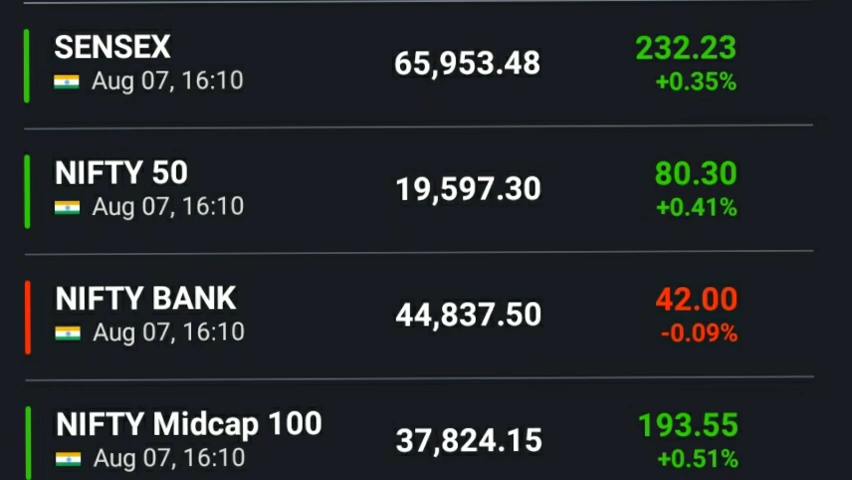 SENSEX 65,953.48 232.23
Aug 07, 16:10 +0.35%
NIFTY 50 19,597.30 80.30
Aug 07, 16:10 +0.41%
NIFTY BANK 44,837.50 42.00
Aug 07, 16:10 -0.09%
NIFTY Midcap 100 37,824.15 193.55
Aug 07, 16:10 +0.51%